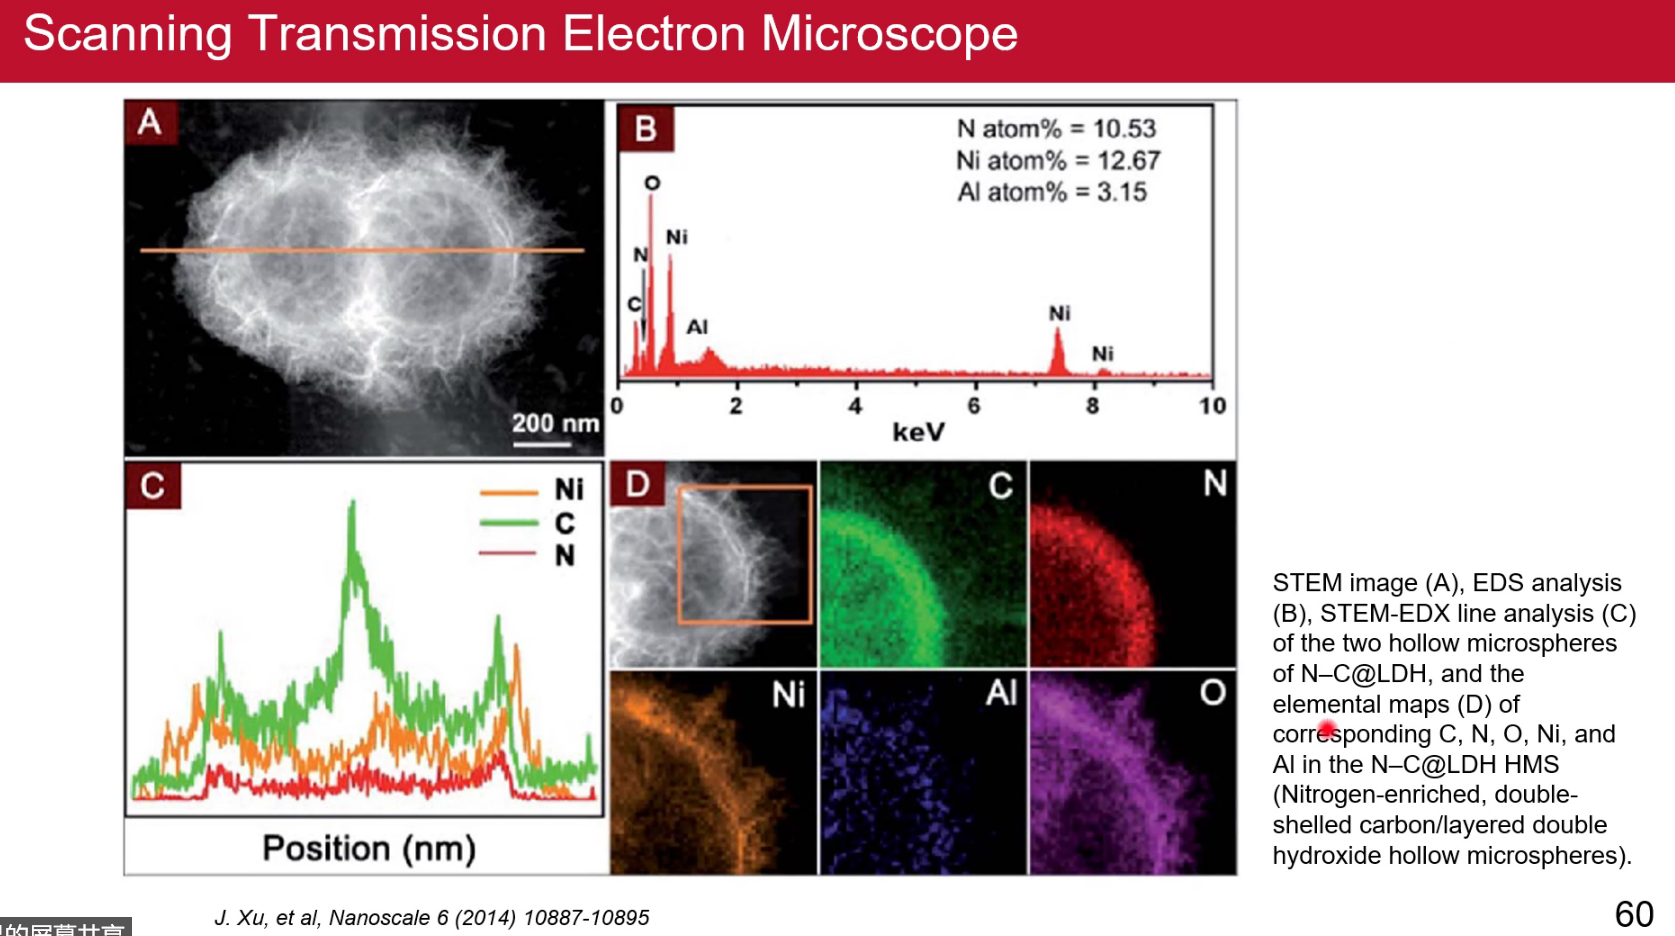 Scanning Transmission Electron Microscope
A
200 nm
B
N atom% = 10.53
Ni atom% = 12.67
Al atom% = 3.15
O
N
Ni
C
Al
Ni
Ni
0 2 4 6 8 10
keV
C
Ni
C
N
Position (nm)
D
C
N
Ni
Al
O
STEM image (A), EDS analysis
(B), STEM-EDX line analysis (C)
of the two hollow microspheres
of N–C@LDH, and the
elemental maps (D) of
corresponding C, N, O, Ni, and
Al in the N–C@LDH HMS
(Nitrogen-enriched, double-
shelled carbon/layered double
hydroxide hollow microspheres).
J. Xu, et al, Nanoscale 6 (2014) 10887-10895
60
的屏幕共享